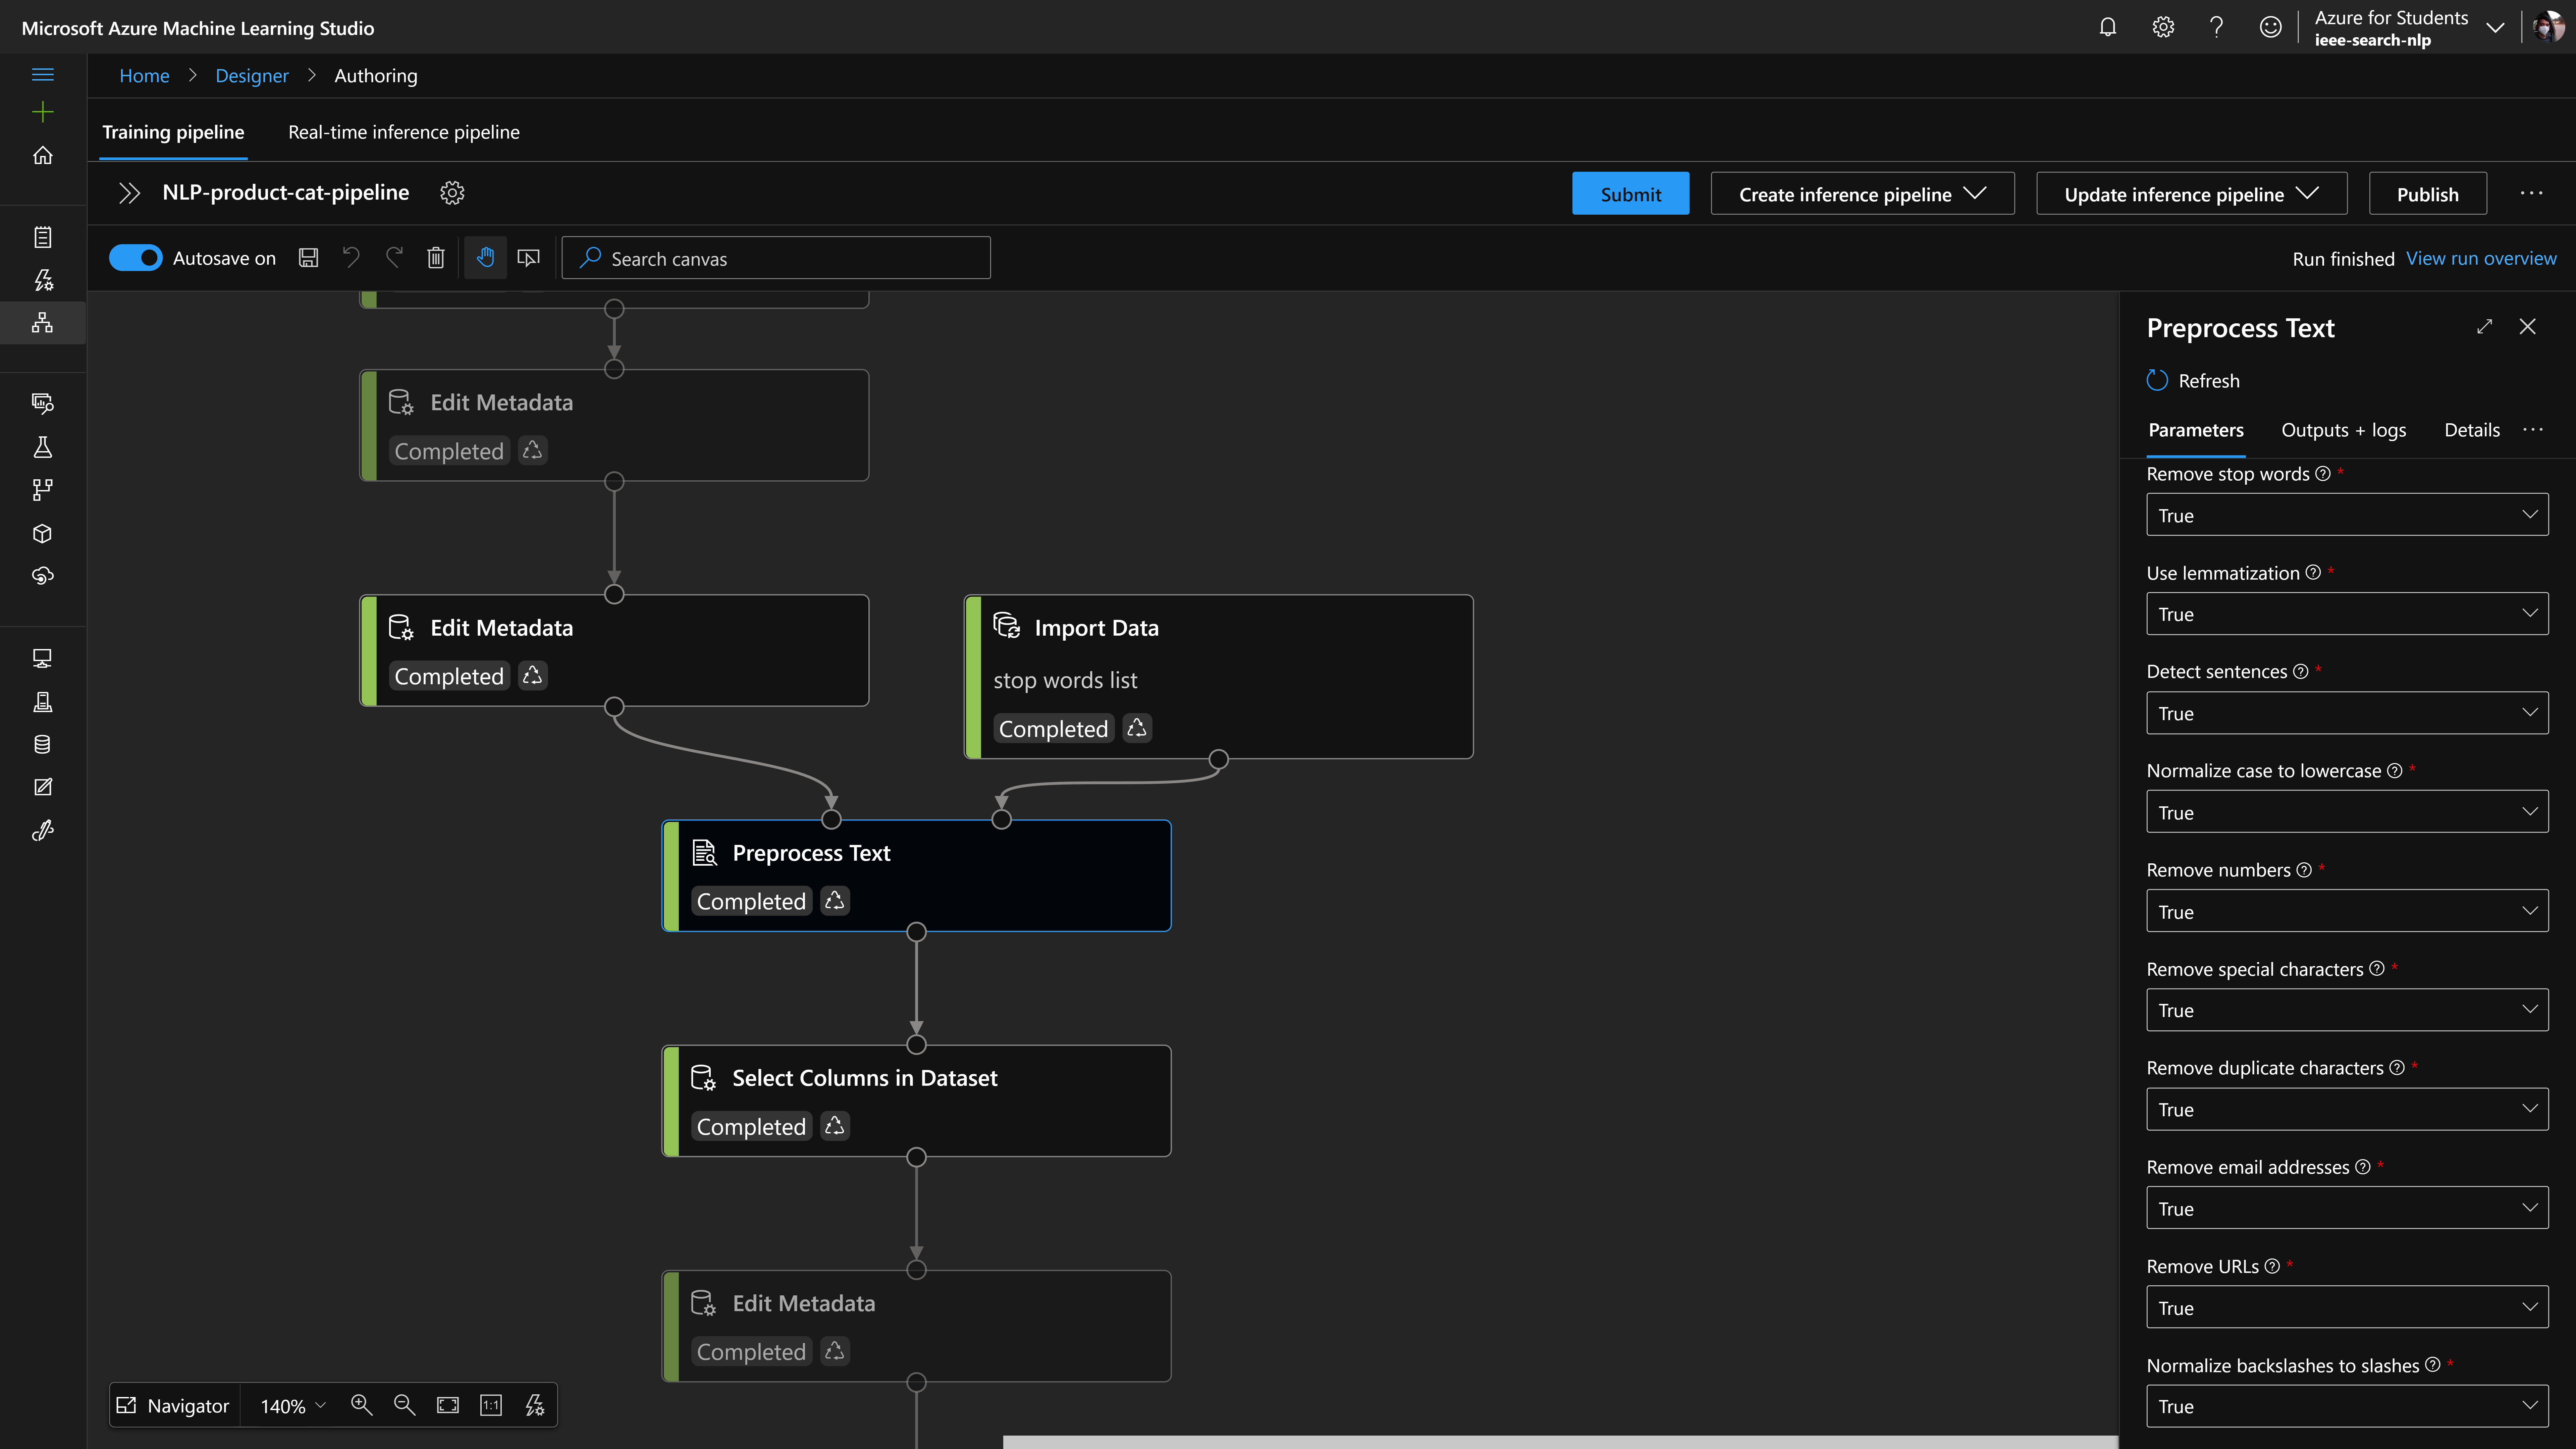 Microsoft Azure Machine Learning Studio
Azure for Students
ieee-search-nlp
Home
Designer
Authoring
Training pipeline
Real-time inference pipeline
NLP-product-cat-pipeline
Submit
Create inference pipeline
Update inference pipeline
Publish
Autosave on
Search canvas
Run finished
View run overview
Edit Metadata
Completed
Edit Metadata
Completed
Import Data
stop words list
Completed
Preprocess Text
Completed
Select Columns in Dataset
Completed
Edit Metadata
Completed
Navigator
140%
1:1
Preprocess Text
Refresh
Parameters
Outputs + logs
Details
Remove stop words *
True
Use lemmatization *
True
Detect sentences *
True
Normalize case to lowercase *
True
Remove numbers *
True
Remove special characters *
True
Remove duplicate characters *
True
Remove email addresses *
True
Remove URLs *
True
Normalize backslashes to slashes *
True